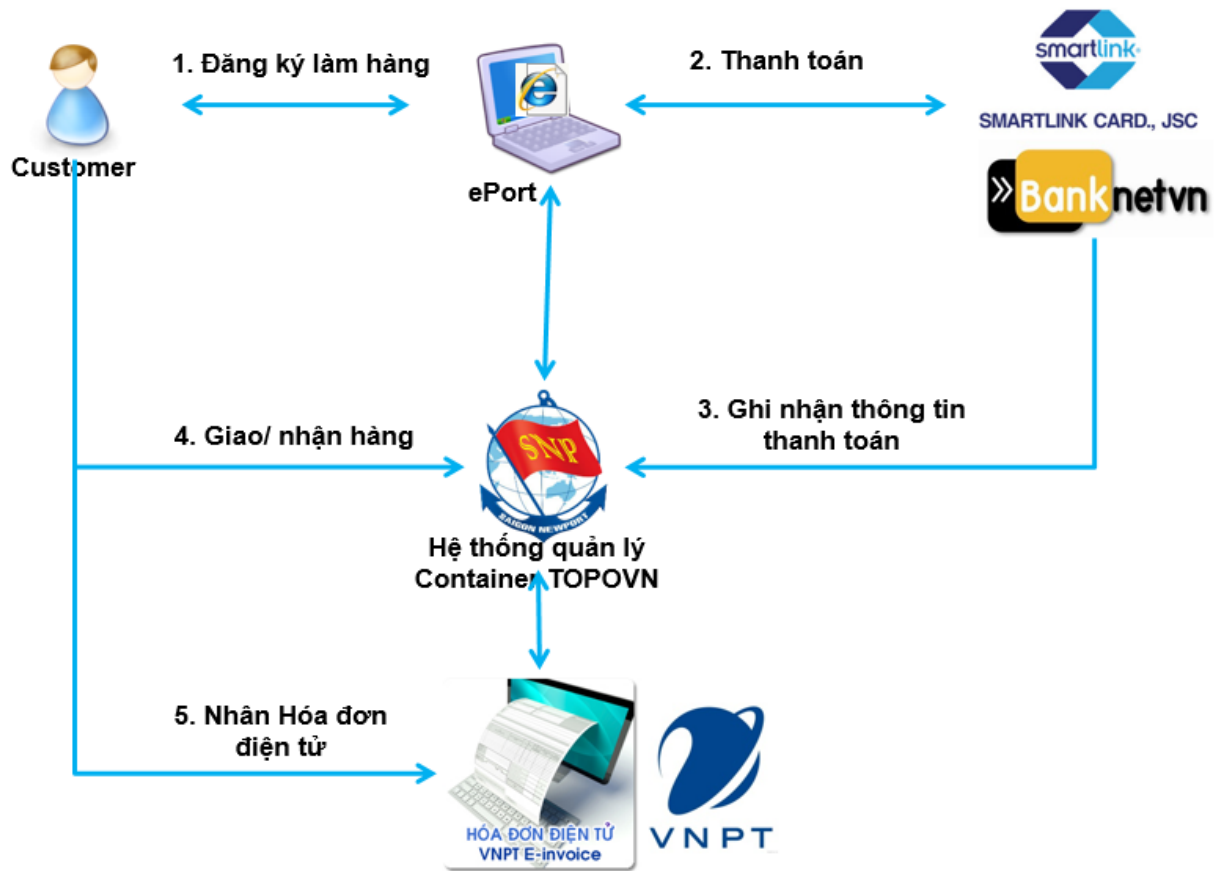 1. Đăng ký làm hàng
2. Thanh toán
smartlink
SMARTLINK CARD., JSC
Customer
ePort
Banknetvn
3. Ghi nhận thông tin
thanh toán
4. Giao/ nhận hàng
SNP
SAIGON NEWPORT
Hệ thống quản lý
Container TOPOVN
5. Nhân Hóa đơn
điện tử
HÓA ĐƠN ĐIỆN TỬ
VNPT E-invoice
VNPT